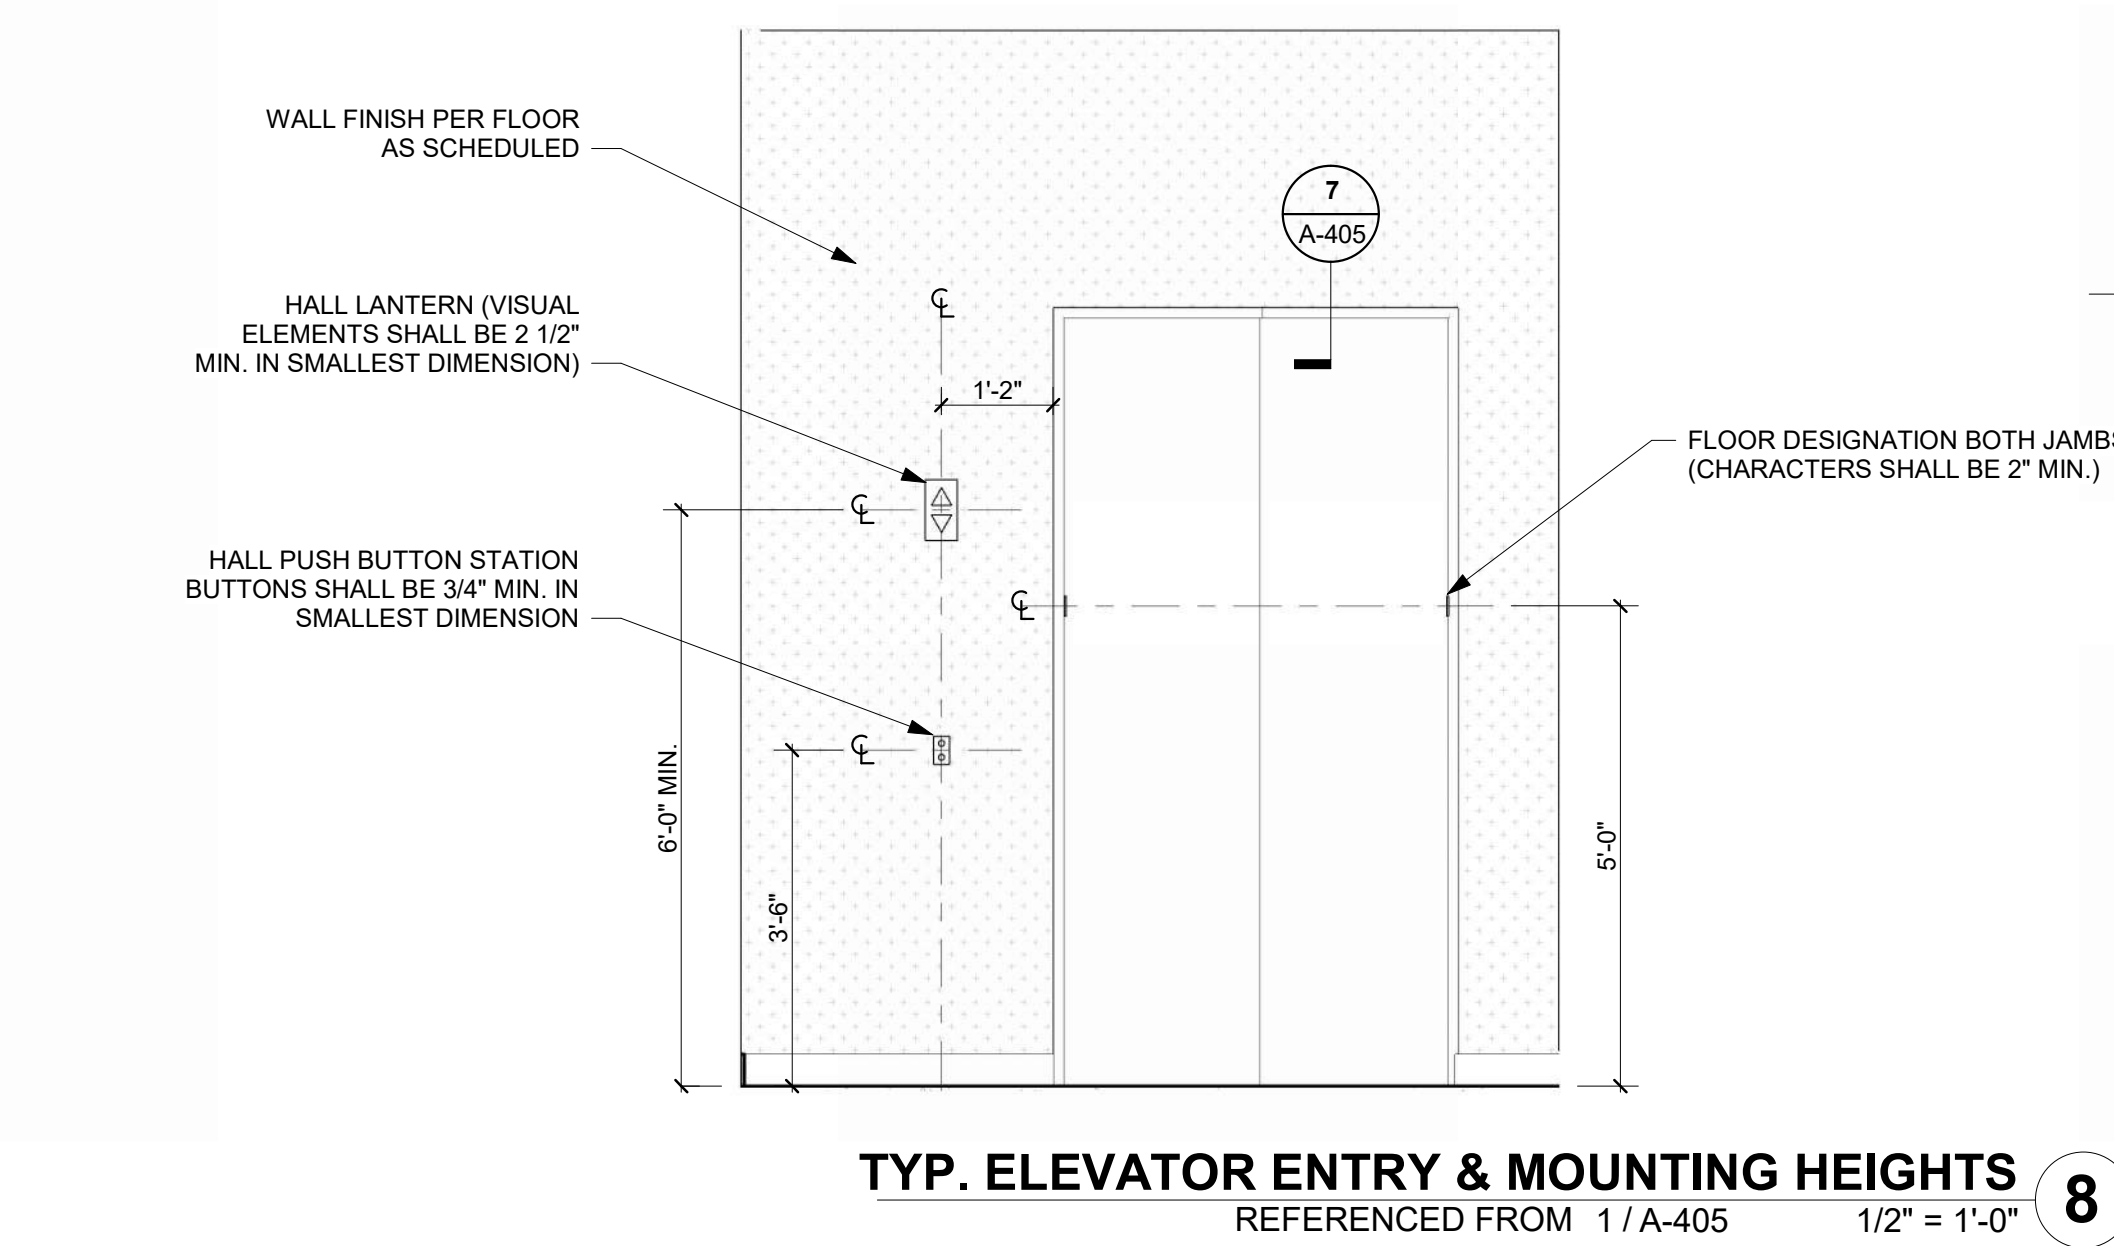 WALL FINISH PER FLOOR
AS SCHEDULED
7
A-405
HALL LANTERN (VISUAL
ELEMENTS SHALL BE 2 1/2"
MIN. IN SMALLEST DIMENSION)
℄
1'-2"
FLOOR DESIGNATION BOTH JAMBS
(CHARACTERS SHALL BE 2" MIN.)
℄
HALL PUSH BUTTON STATION
BUTTONS SHALL BE 3/4" MIN. IN
SMALLEST DIMENSION
℄
℄
6'-0" MIN.
3'-6"
5'-0"
TYP. ELEVATOR ENTRY & MOUNTING HEIGHTS
8
REFERENCED FROM 1 / A-405 1/2" = 1'-0"